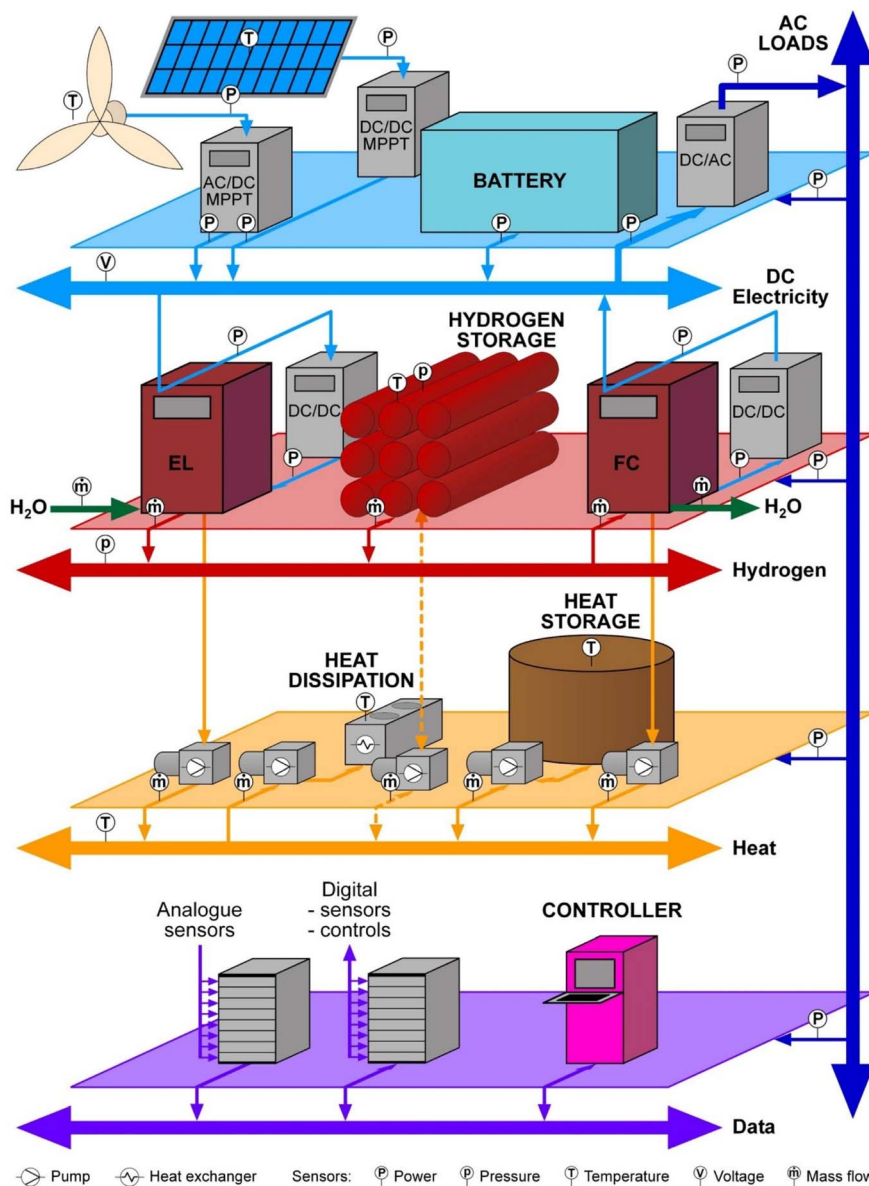 AC
LOADS
T
P
P
T
P
DC/DC
MPPT
AC/DC
MPPT
BATTERY
DC/AC
P
P
P
P
P
V
DC
Electricity
HYDROGEN
STORAGE
P
P
T
p
DC/DC
DC/DC
EL
FC
P
P
P
ṁ
ṁ
H₂O
ṁ
ṁ
ṁ
H₂O
p
Hydrogen
HEAT
STORAGE
T
HEAT
DISSIPATION
T
P
ṁ
ṁ
ṁ
ṁ
ṁ
T
Heat
Analogue
sensors
Digital
- sensors
- controls
CONTROLLER
P
Data
Pump
Heat exchanger
Sensors:
P Power
p Pressure
T Temperature
V Voltage
ṁ Mass flow